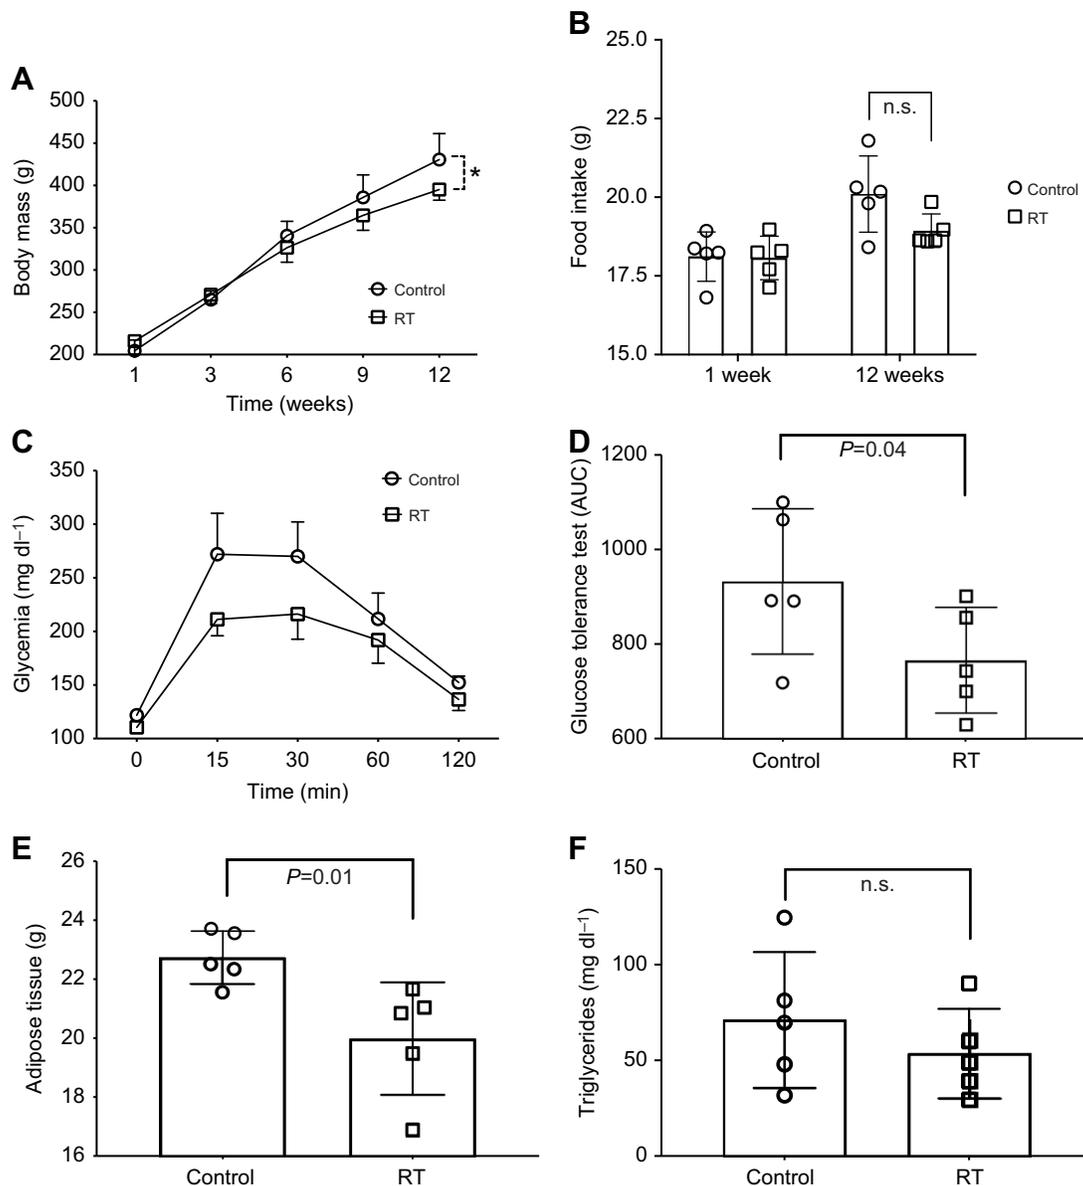 A
Body mass (g)
500
450
400
350
300
250
200
*
Control
RT
1 3 6 9 12
Time (weeks)
B
Food intake (g)
25.0
22.5
20.0
17.5
15.0
n.s.
Control
RT
1 week 12 weeks
C
Glycemia (mg dl⁻¹)
350
300
250
200
150
100
Control
RT
0 15 30 60 120
Time (min)
D
Glucose tolerance test (AUC)
1200
1000
800
600
P=0.04
Control RT
E
Adipose tissue (g)
26
24
22
20
18
16
P=0.01
Control RT
F
Triglycerides (mg dl⁻¹)
150
100
50
0
n.s.
Control RT